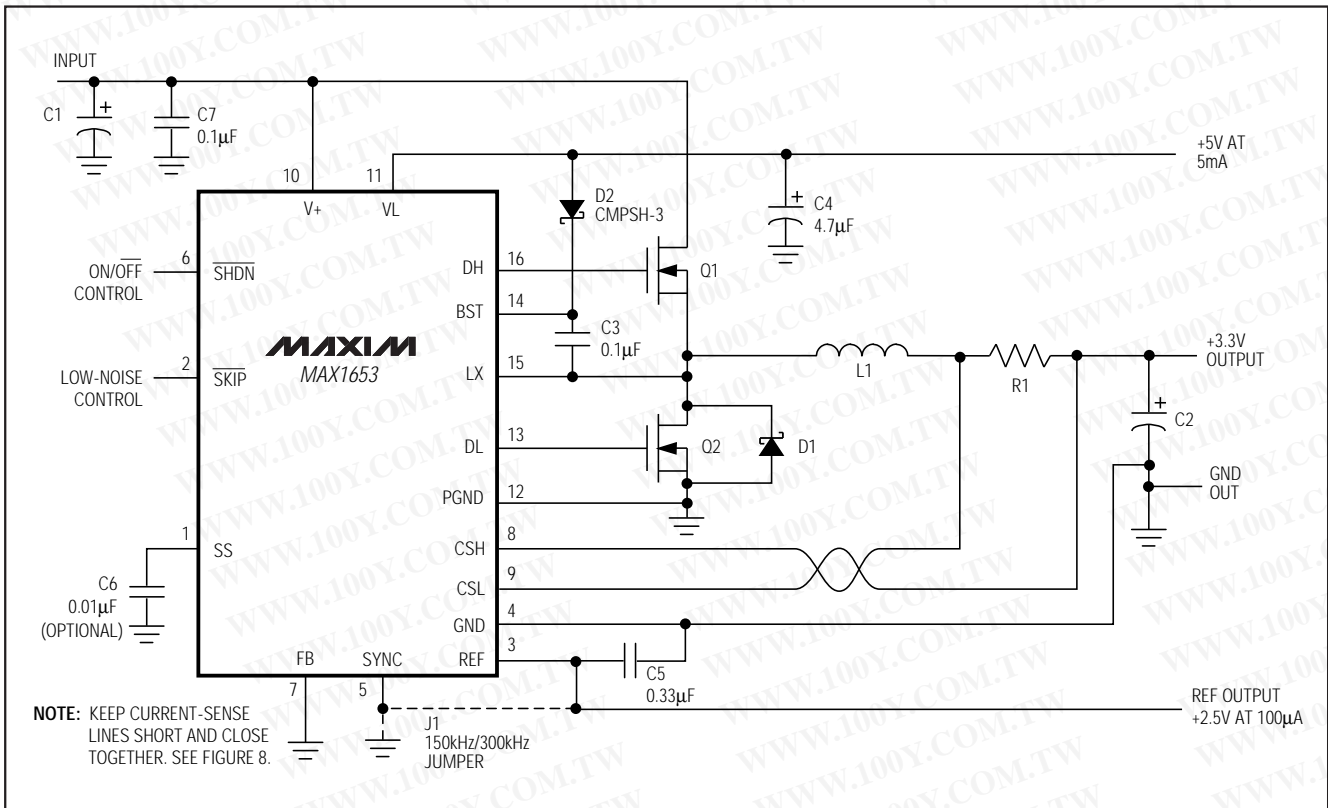 INPUT
C1
+
C7
0.1µF
+5V AT
5mA
10
11
V+
VL
D2
CMPSH-3
+
C4
4.7µF
ON/OFF
CONTROL
6
SHDN
DH
16
Q1
BST
14
C3
0.1µF
MAXIM
MAX1653
LOW-NOISE
CONTROL
2
SKIP
LX
15
L1
R1
+3.3V
OUTPUT
+
C2
DL
13
Q2
D1
GND
OUT
PGND
12
1
SS
CSH
8
CSL
9
C6
0.01µF
(OPTIONAL)
GND
4
REF
3
C5
0.33µF
FB
SYNC
7
5
REF OUTPUT
+2.5V AT 100µA
J1
150kHz/300kHz
JUMPER
NOTE: KEEP CURRENT-SENSE
LINES SHORT AND CLOSE
TOGETHER. SEE FIGURE 8.
WWW.100Y.COM.TW